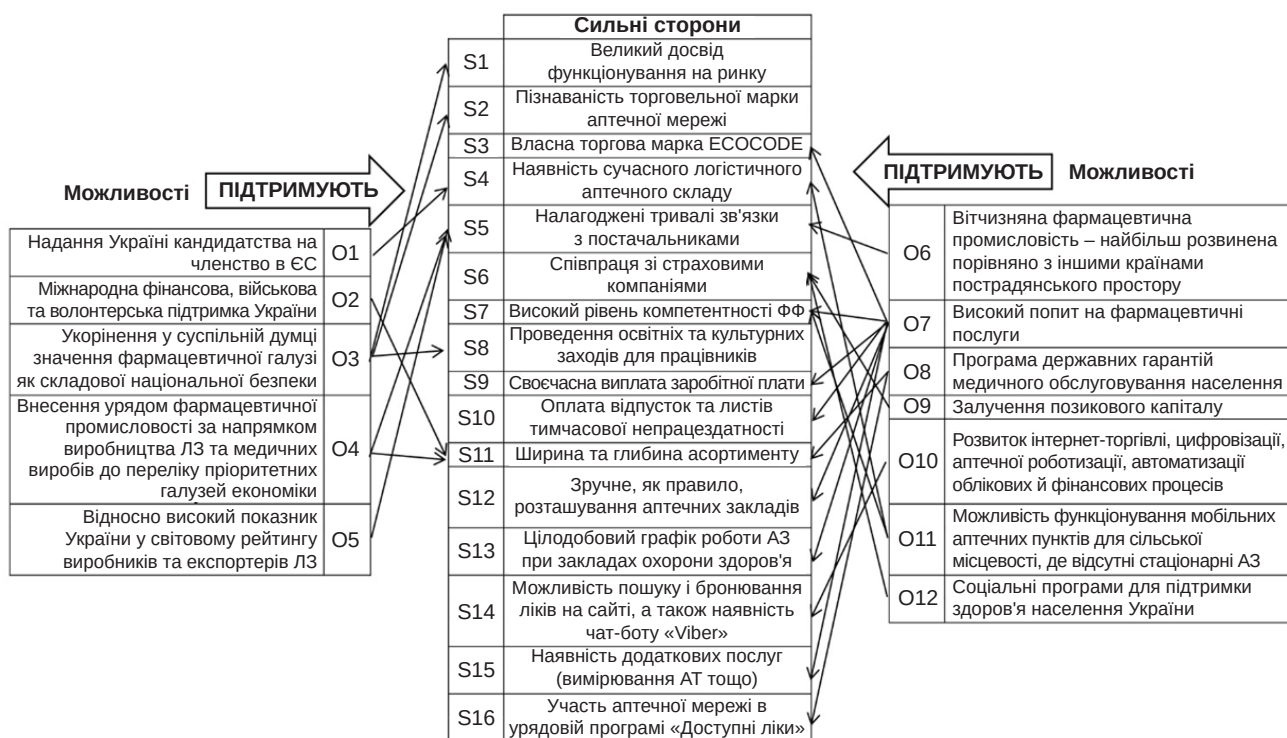 Сильні сторони
S1
Великий досвід
функціонування на ринку
S2
Пізнаваність торговельної марки
аптечної мережі
S3
Власна торгова марка ECOCODE
S4
Наявність сучасного логістичного
аптечного складу
S5
Налагоджені тривалі зв'язки
з постачальниками
S6
Співпраця зі страховими
компаніями
S7
Високий рівень компетентності ФФ
S8
Проведення освітніх та культурних
заходів для працівників
S9
Своєчасна виплата заробітної плати
S10
Оплата відпусток та листів
тимчасової непрацездатності
S11
Ширина та глибина асортименту
S12
Зручне, як правило,
розташування аптечних закладів
S13
Цілодобовий графік роботи АЗ
при закладах охорони здоров'я
S14
Можливість пошуку і бронювання
ліків на сайті, а також наявність
чат-боту «Viber»
S15
Наявність додаткових послуг
(вимірювання АТ тощо)
S16
Участь аптечної мережі в
урядовій програмі «Доступні ліки»
Можливості
ПІДТРИМУЮТЬ
Надання Україні кандидатства на
членство в ЄС
O1
Міжнародна фінансова, військова
та волонтерська підтримка України
O2
Укорінення у суспільній думці
значення фармацевтичної галузі
як складової національної безпеки
O3
Внесення урядом фармацевтичної
промисловості за напрямком
виробництва ЛЗ та медичних
виробів до переліку пріоритетних
галузей економіки
O4
Відносно високий показник
України у світовому рейтингу
виробників та експортерів ЛЗ
O5
ПІДТРИМУЮТЬ
Можливості
O6
Вітчизняна фармацевтична
промисловість – найбільш розвинена
порівняно з іншими країнами
пострадянського простору
O7
Високий попит на фармацевтичні
послуги
O8
Програма державних гарантій
медичного обслуговування населення
O9
Залучення позикового капіталу
O10
Розвиток інтернет-торгівлі, цифровізації,
аптечної роботизації, автоматизації
облікових й фінансових процесів
O11
Можливість функціонування мобільних
аптечних пунктів для сільської
місцевості, де відсутні стаціонарні АЗ
O12
Соціальні програми для підтримки
здоров'я населення України